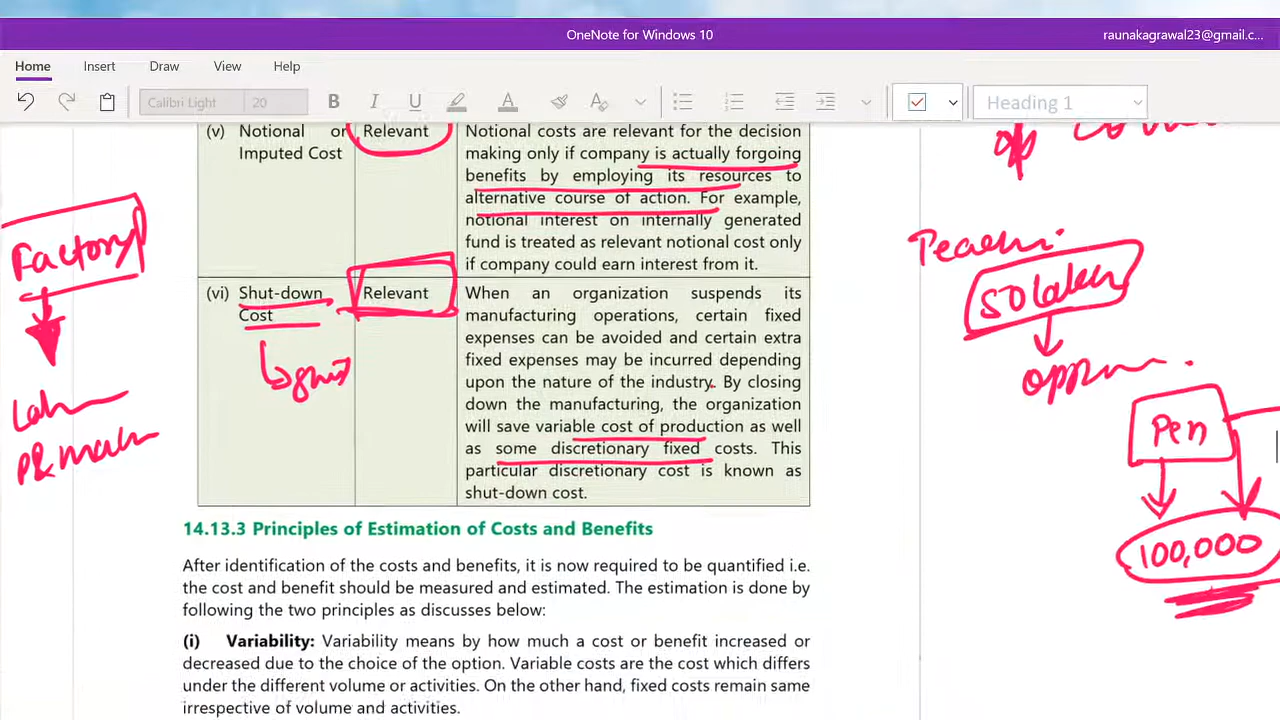 OneNote for Windows 10
raunakagrawal23@gmail.c...
Home Insert Draw View Help
Calibri Light 20 B I U A Heading 1
(v) Notional or Imputed Cost
Relevant
Notional costs are relevant for the decision
making only if company is actually forgoing
benefits by employing its resources to
alternative course of action. For example,
notional interest on internally generated
fund is treated as relevant notional cost only
if company could earn interest from it.
(vi) Shut-down
Cost
Relevant
When an organization suspends its
manufacturing operations, certain fixed
expenses can be avoided and certain extra
fixed expenses may be incurred depending
upon the nature of the industry. By closing
down the manufacturing, the organization
will save variable cost of production as well
as some discretionary fixed costs. This
particular discretionary cost is known as
shut-down cost.
14.13.3 Principles of Estimation of Costs and Benefits
After identification of the costs and benefits, it is now required to be quantified i.e.
the cost and benefit should be measured and estimated. The estimation is done by
following the two principles as discusses below:
(i) Variability: Variability means by how much a cost or benefit increased or
decreased due to the choice of the option. Variable costs are the cost which differs
under the different volume or activities. On the other hand, fixed costs remain same
irrespective of volume and activities.
Factory
50
Pen
100,000